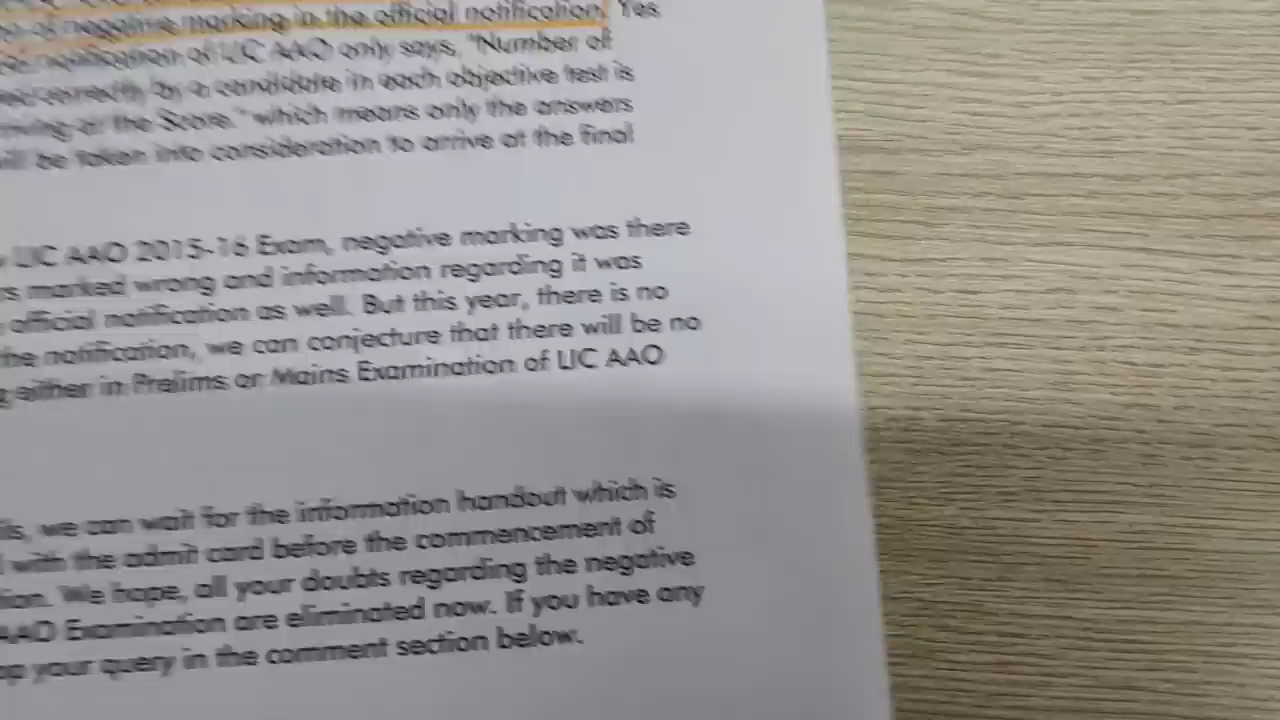 of negative marking in the official notification. Yes
notification of LIC AAO only says, "Number of
correctly by a candidate in each objective test is
at the Score." which means only the answers
will be taken into consideration to arrive at the final
LIC AAO 2015-16 Exam, negative marking was there
marked wrong and information regarding it was
official notification as well. But this year, there is no
the notification, we can conjecture that there will be no
either in Prelims or Mains Examination of LIC AAO
we can wait for the information handout which is
with the admit card before the commencement of
We hope, all your doubts regarding the negative
AAO Examination are eliminated now. If you have any
your query in the comment section below.